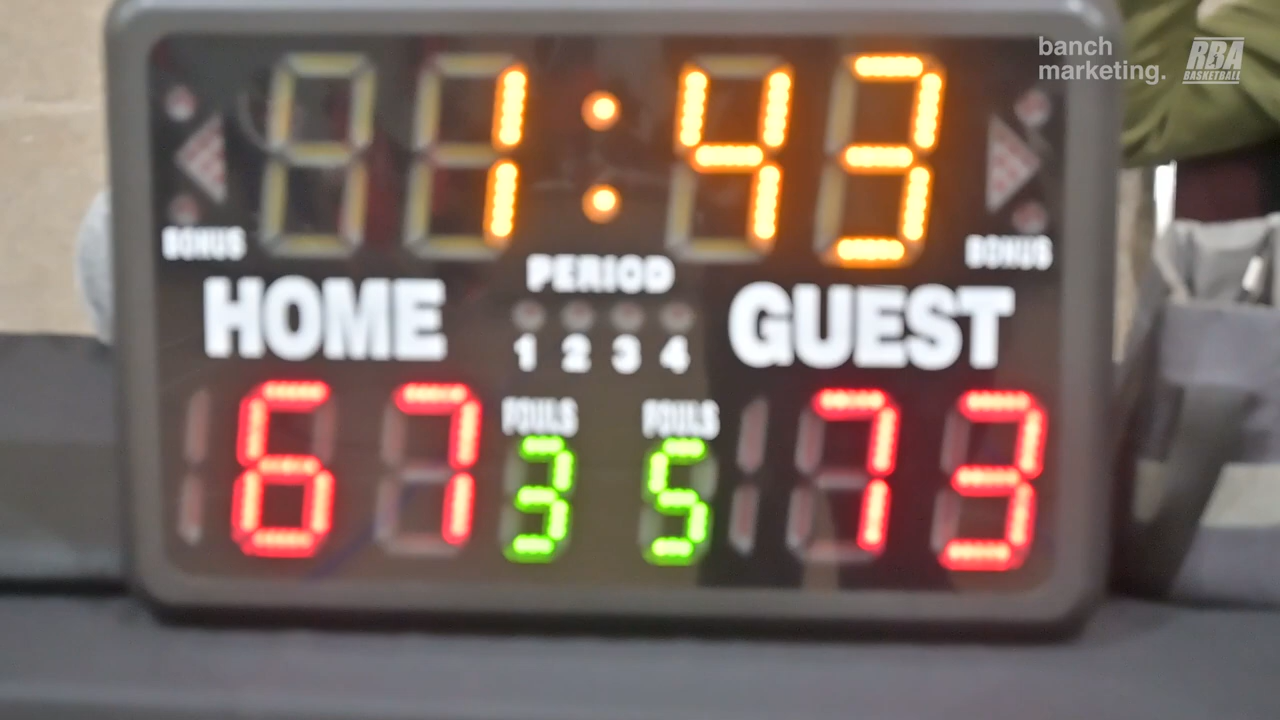 banch
marketing.
RBA
BASKETBALL
1:43
BONUS
BONUS
PERIOD
HOME
GUEST
1 2 3 4
FOULS
FOULS
67
3
5
73